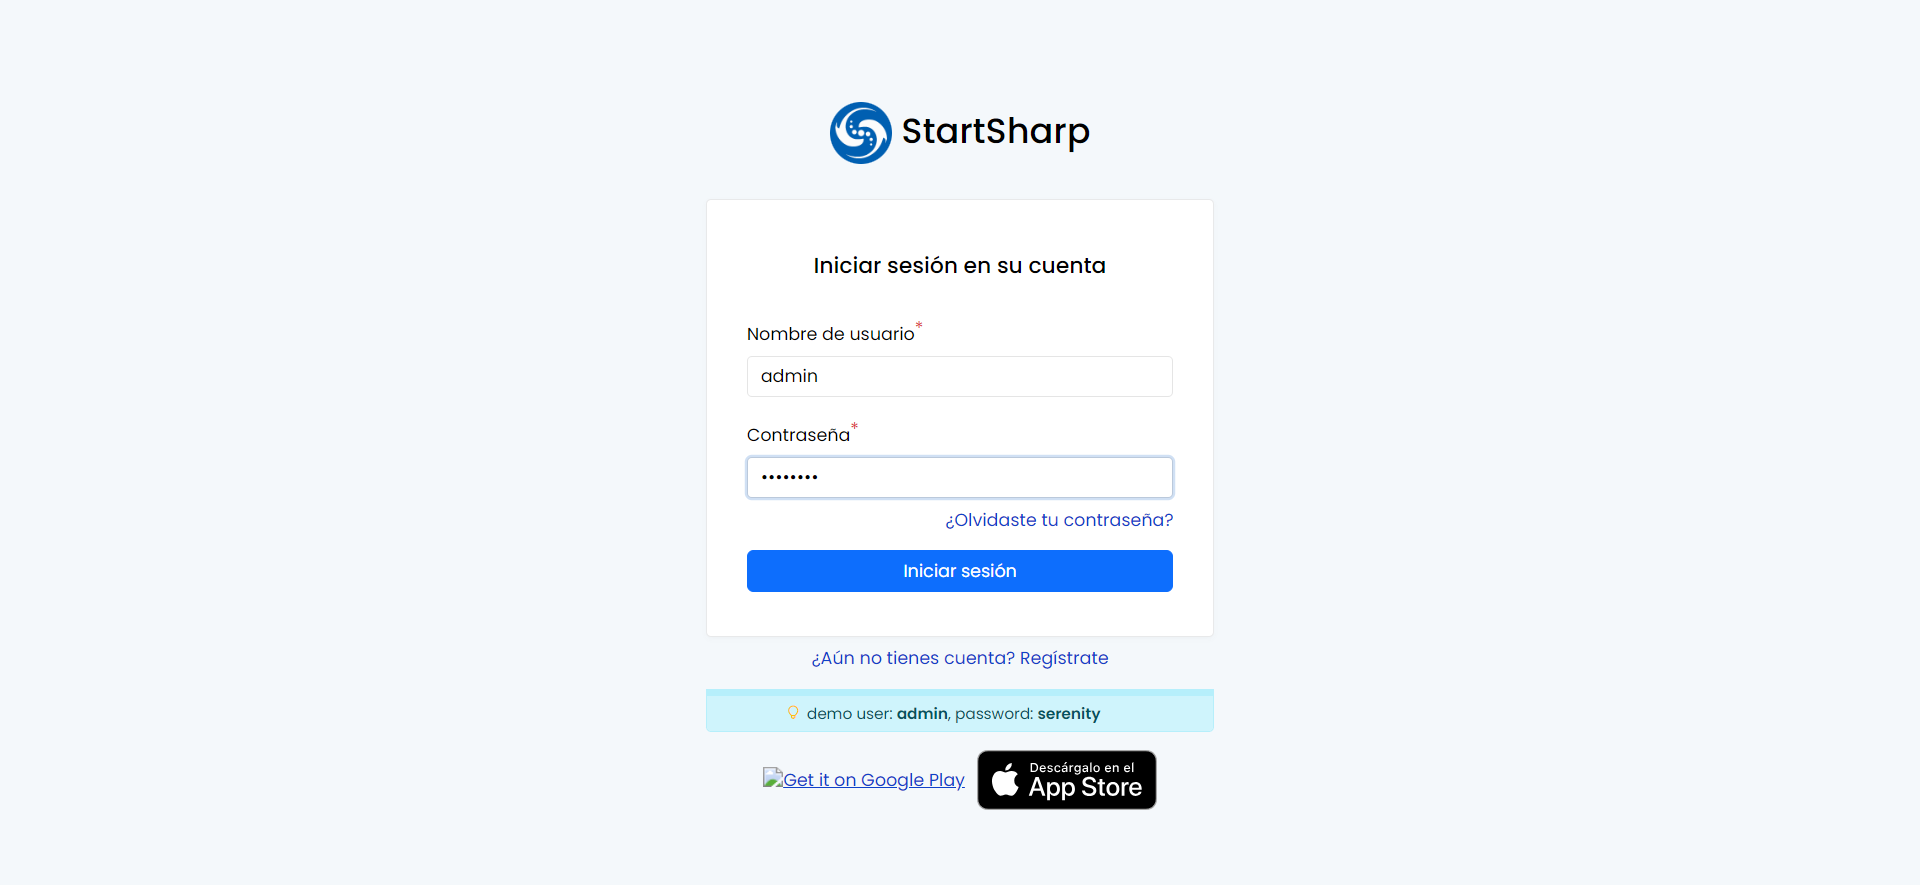 StartSharp
Iniciar sesión en su cuenta
Nombre de usuario*
admin
Contraseña*
••••••••
¿Olvidaste tu contraseña?
Iniciar sesión
¿Aún no tienes cuenta? Regístrate
demo user: admin, password: serenity
Get it on Google Play
Descárgalo en el
App Store